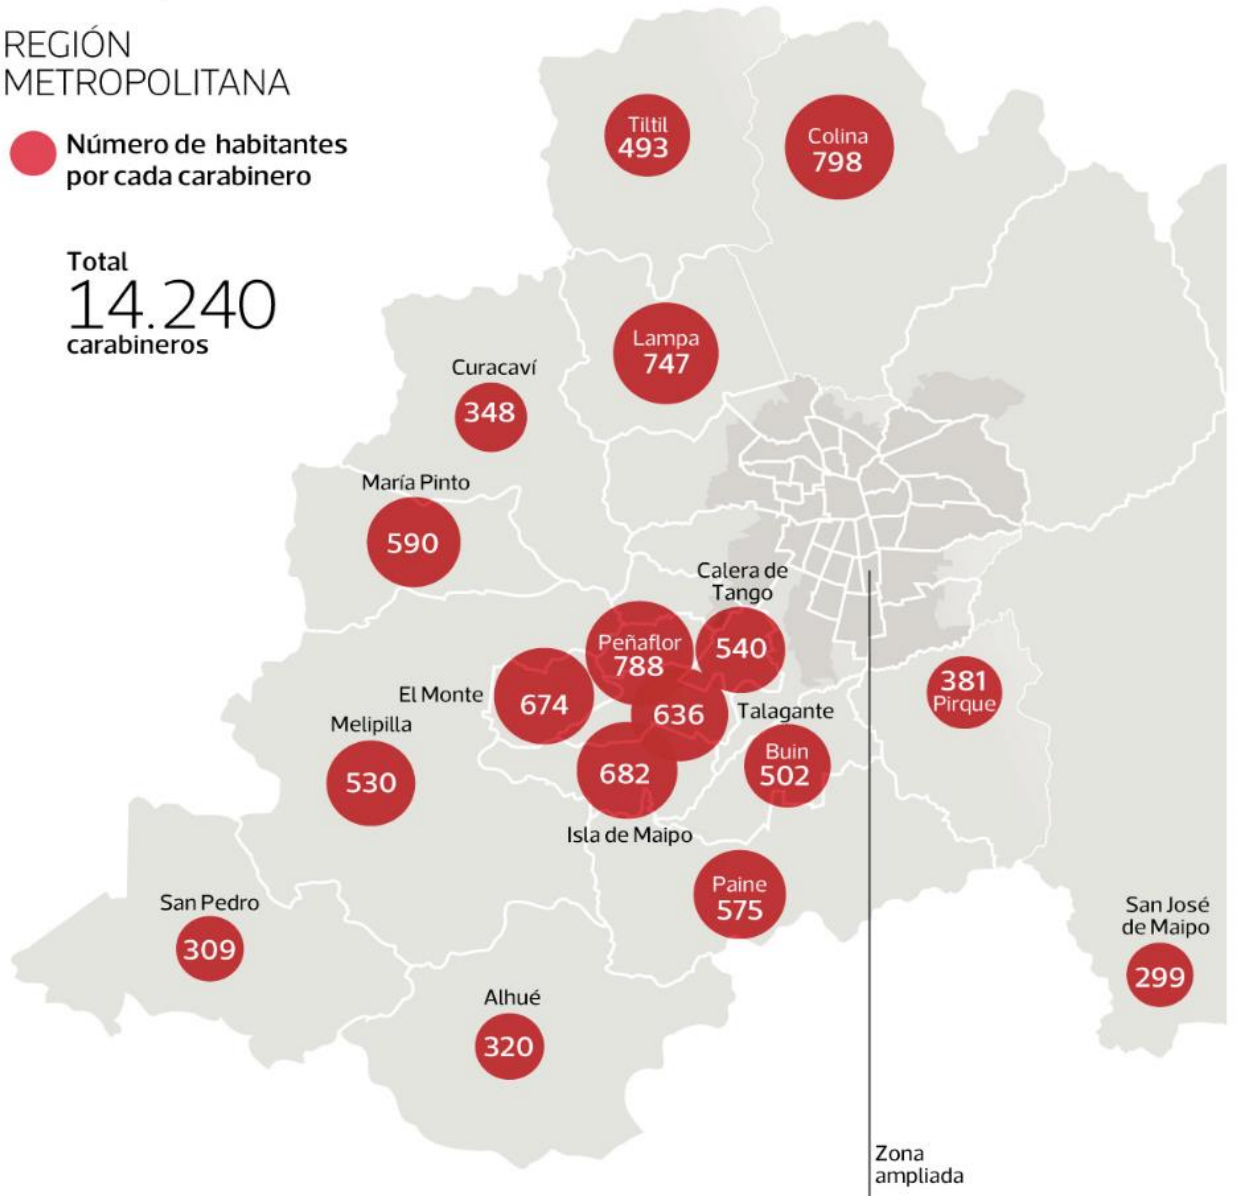 REGIÓN
METROPOLITANA
Número de habitantes
por cada carabinero
Total
14.240
carabineros
Tiltil
493
Colina
798
Lampa
747
Curacaví
348
María Pinto
590
Calera de
Tango
540
Peñaflor
788
El Monte
674
636
Talagante
381
Pirque
Melipilla
530
682
Isla de Maipo
Buin
502
Paine
575
San Pedro
309
San José
de Maipo
299
Alhué
320
Zona
ampliada